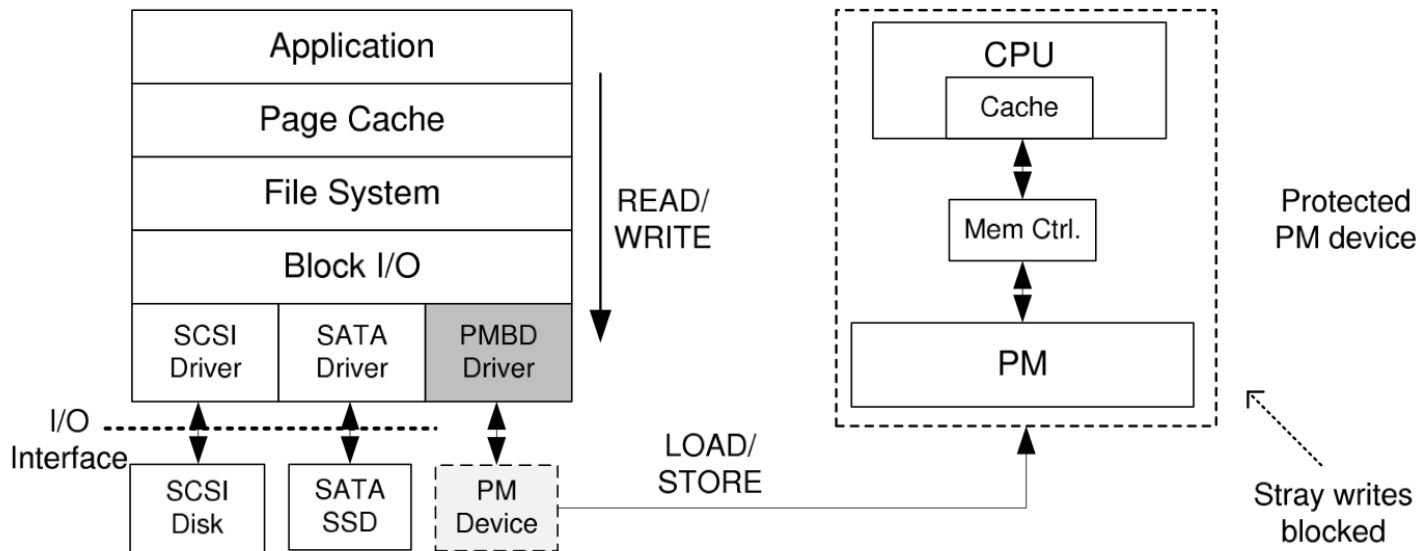 Application
Page Cache
File System
Block I/O
SCSI
Driver
SATA
Driver
PMBD
Driver
I/O
Interface
SCSI
Disk
SATA
SSD
PM
Device
READ/
WRITE
LOAD/
STORE
CPU
Cache
Mem Ctrl.
PM
Protected
PM device
Stray writes
blocked